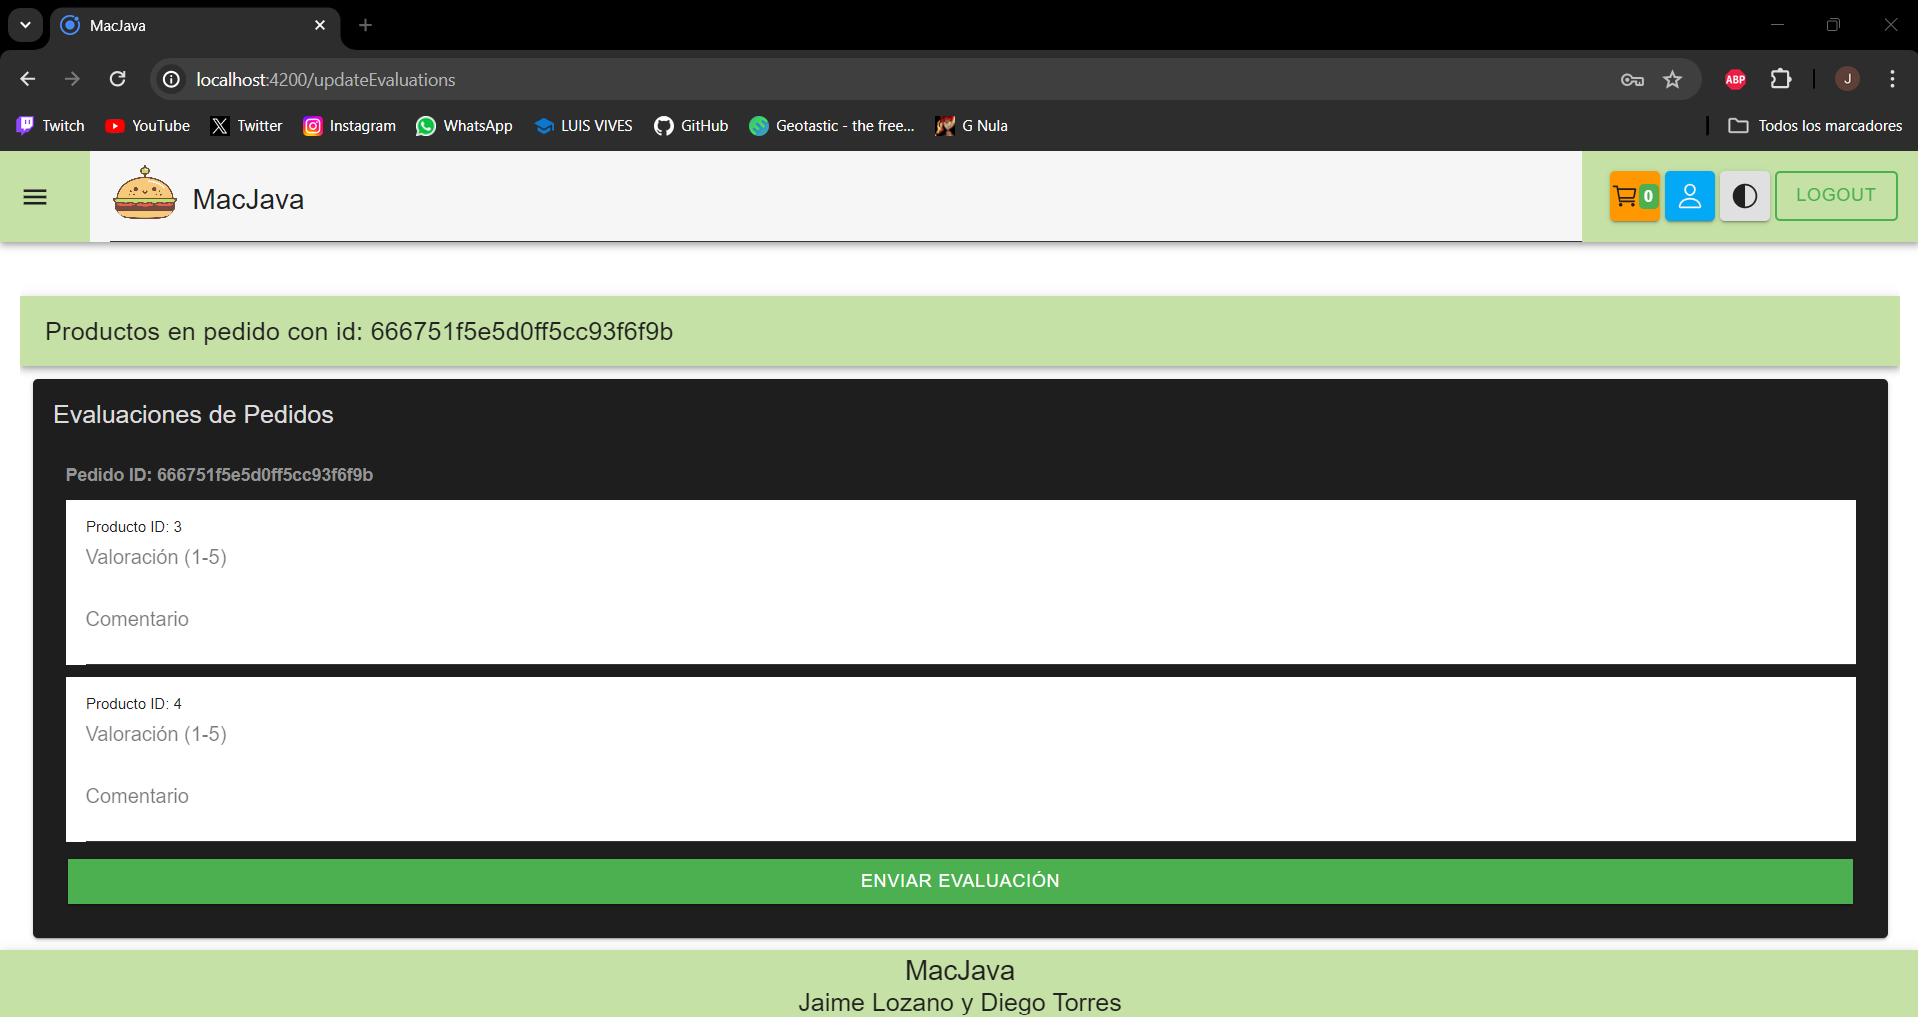 MacJava
localhost:4200/updateEvaluations
ABP
J
Twitch YouTube Twitter Instagram WhatsApp LUIS VIVES GitHub Geotastic - the free... G Nula Todos los marcadores
MacJava
0
LOGOUT
Productos en pedido con id: 666751f5e5d0ff5cc93f6f9b
Evaluaciones de Pedidos
Pedido ID: 666751f5e5d0ff5cc93f6f9b
Producto ID: 3
Valoración (1-5)
Comentario
Producto ID: 4
Valoración (1-5)
Comentario
ENVIAR EVALUACIÓN
MacJava
Jaime Lozano y Diego Torres